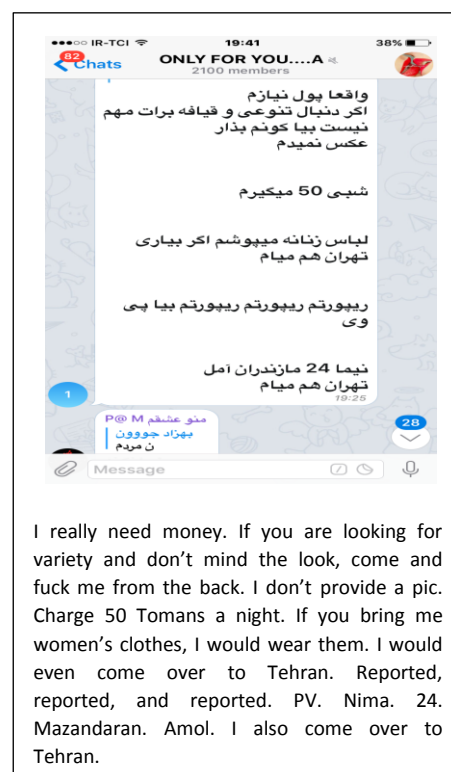 IR-TCI 19:41 38%
82
Chats ONLY FOR YOU....A
2100 members
واقعا پول نیازم
اگر دنبال تنوعی و قیافه برات مهم
نیست بیا کونم بذار
عکس نمیدم
شبی 50 میگیرم
لباس زنانه میپوشم اگر بیاری
تهران هم میام
ریپورتم ریپورتم ریپورتم بیا پی
وی
نیما 24 مازندران آمل
تهران هم میام
19:25
1
منو عشقم P@ M
بهزاد جووون
ن مردم
28
Message
I really need money. If you are looking for
variety and don’t mind the look, come and
fuck me from the back. I don’t provide a pic.
Charge 50 Tomans a night. If you bring me
women’s clothes, I would wear them. I would
even come over to Tehran. Reported,
reported, and reported. PV. Nima. 24.
Mazandaran. Amol. I also come over to
Tehran.